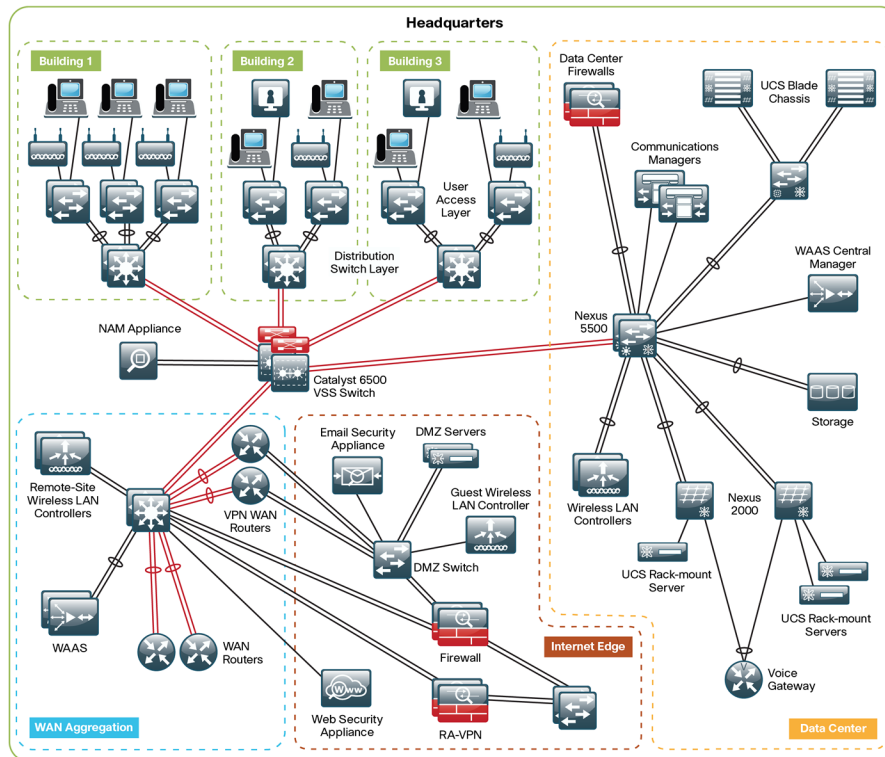 Headquarters
Building 1
Building 2
Building 3
User
Access
Layer
Distribution
Switch Layer
Data Center
Firewalls
UCS Blade
Chassis
Communications
Managers
WAAS Central
Manager
Nexus
5500
Storage
NAM Appliance
Catalyst 6500
VSS Switch
Remote-Site
Wireless LAN
Controllers
VPN WAN
Routers
WAAS
WAN
Routers
WAN Aggregation
Email Security
Appliance
DMZ Servers
Guest Wireless
LAN Controller
DMZ Switch
Firewall
Internet Edge
Www
Web Security
Appliance
RA-VPN
Wireless LAN
Controllers
Nexus
2000
UCS Rack-mount
Server
UCS Rack-mount
Servers
Voice
Gateway
Data Center